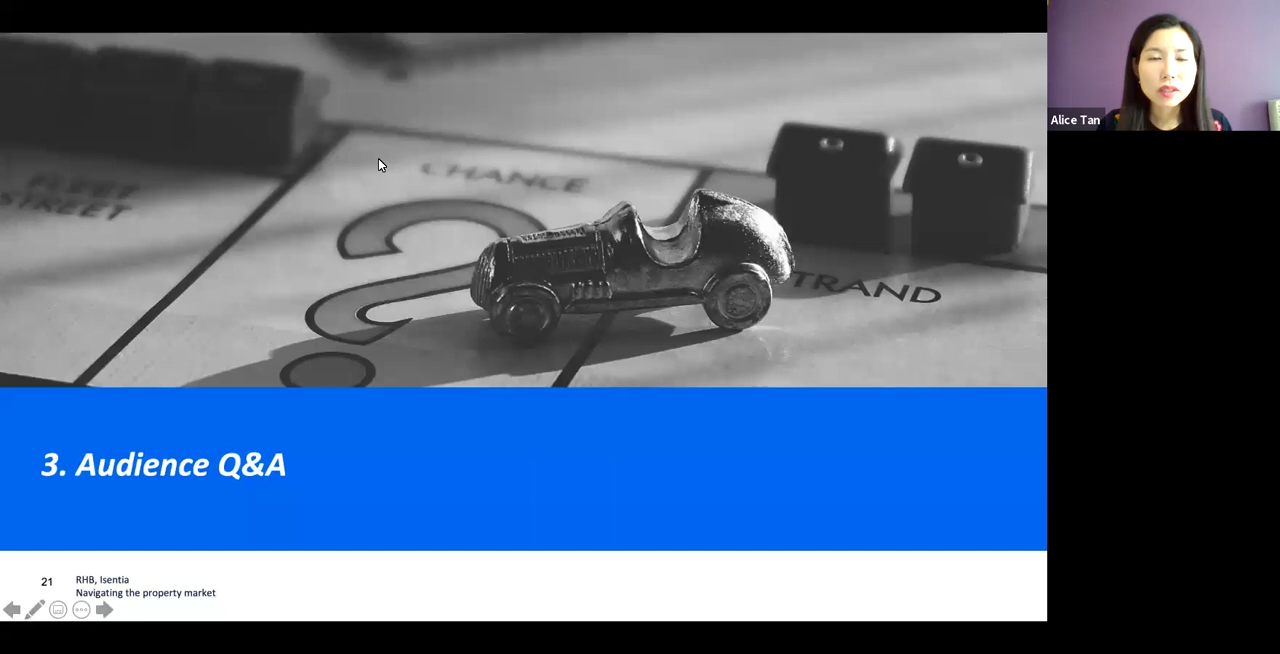 FLEET
STREET
CHANCE
TRAND
3. Audience Q&A
21
RHB, Isentia
Navigating the property market
Alice Tan